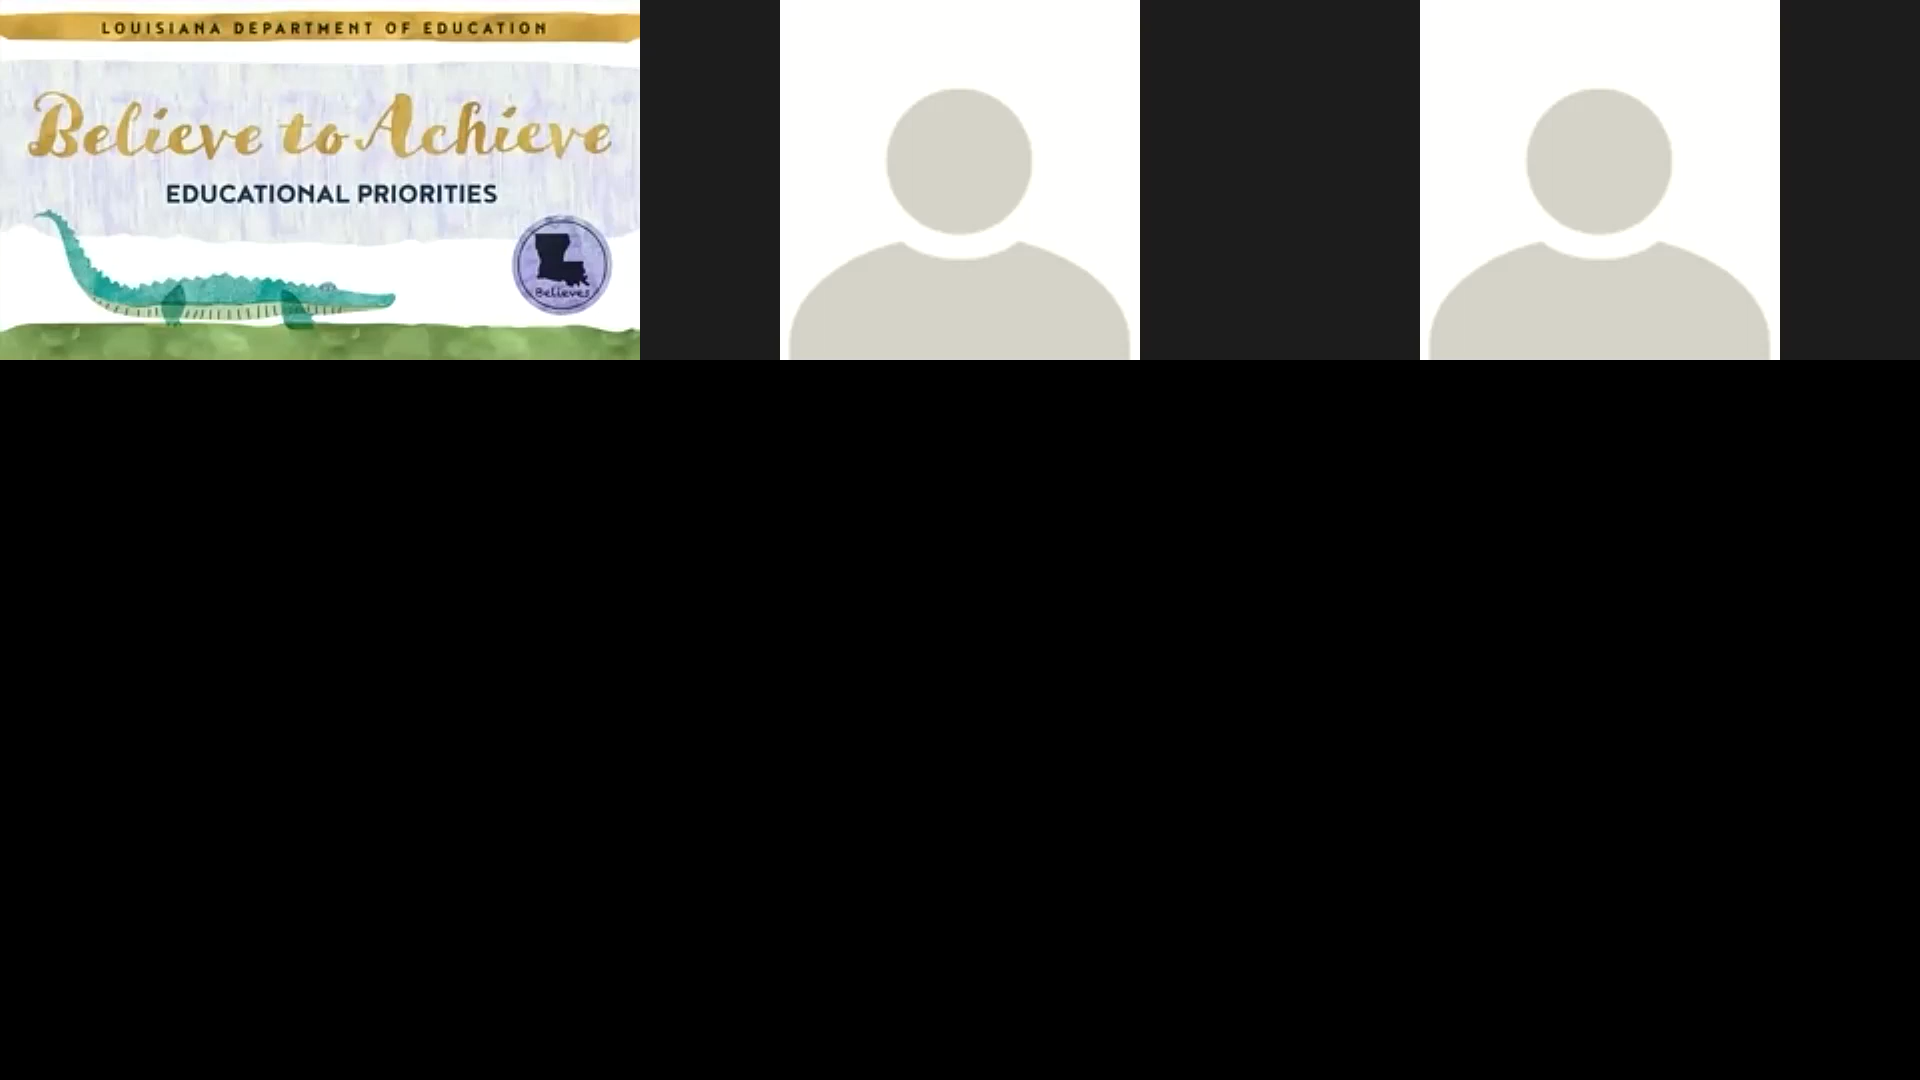 LOUISIANA DEPARTMENT OF EDUCATION
Believe to Achieve
EDUCATIONAL PRIORITIES
Believes